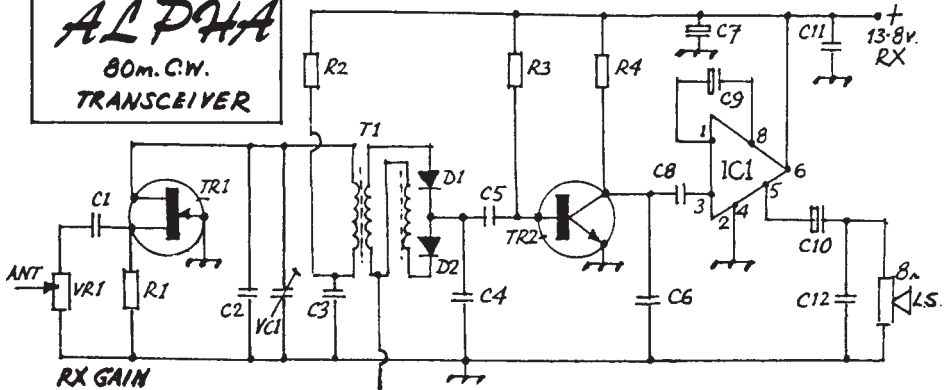 ALPHA
80m. C.W.
TRANSCEIVER
R2
R3
R4
C7
C11
+
13·8v.
RX
C9
1
8
IC1
6
5
3
2
4
T1
D1
D2
C1
TR1
C5
TR2
C8
C10
ANT
VR1
R1
C2
VC1
C3
C4
C6
C12
8Ω
L.S.
RX GAIN